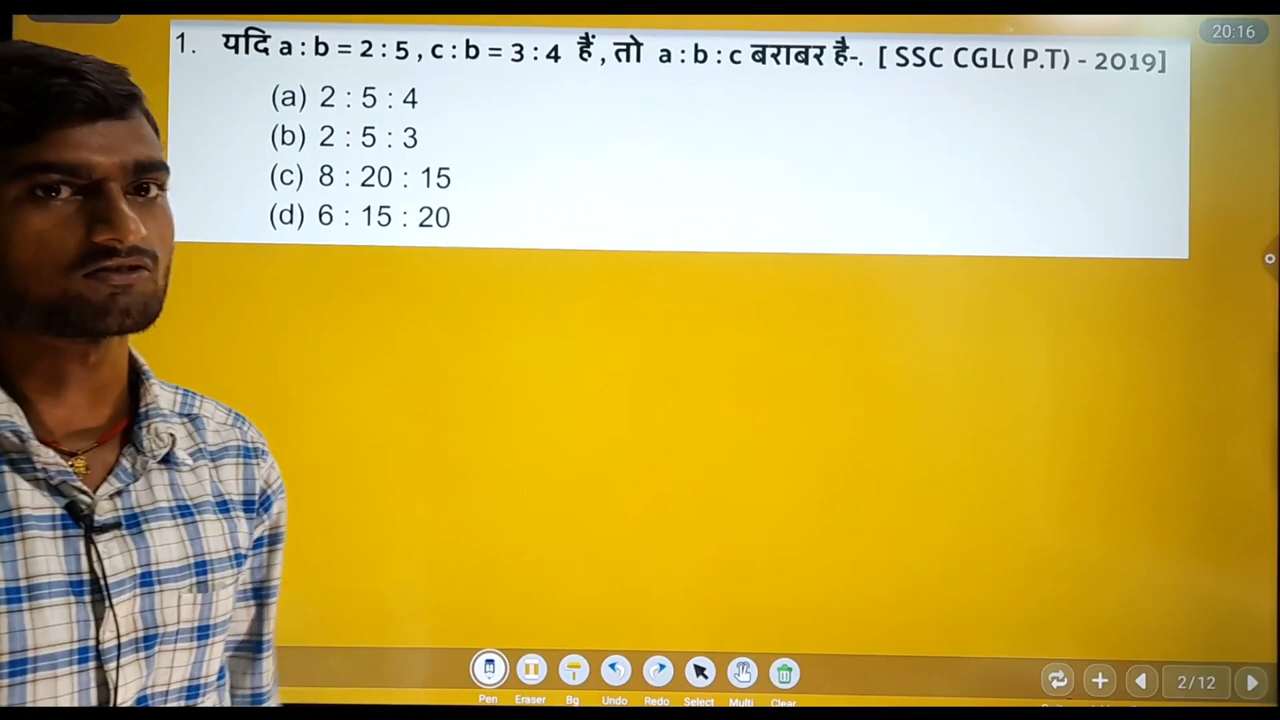 20:16
1. यदि a : b = 2 : 5 , c : b = 3 : 4 हैं , तो a : b : c बराबर है-. [ SSC CGL( P.T) - 2019]
(a) 2 : 5 : 4
(b) 2 : 5 : 3
(c) 8 : 20 : 15
(d) 6 : 15 : 20
Pen Eraser Bg Undo Redo Select Multi Clear
2/12